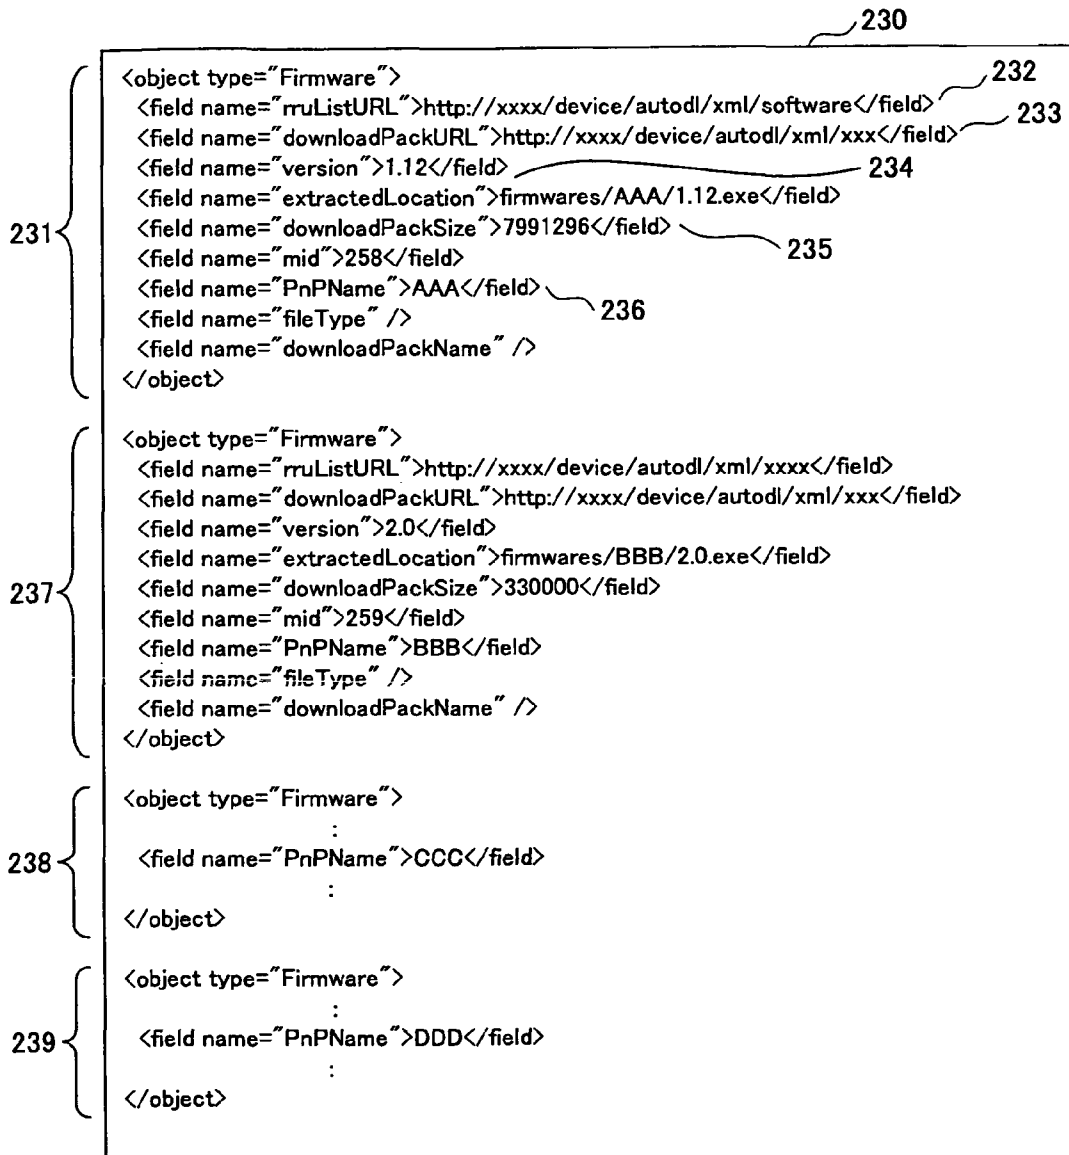 230
<object type="Firmware">
<field name="rruListURL">http://xxxx/device/autodl/xml/software</field> 232
<field name="downloadPackURL">http://xxxx/device/autodl/xml/xxx</field> 233
<field name="version">1.12</field> 234
<field name="extractedLocation">firmwares/AAA/1.12.exe</field>
231 <field name="downloadPackSize">7991296</field> 235
<field name="mid">258</field>
<field name="PnPName">AAA</field> 236
<field name="fileType" />
<field name="downloadPackName" />
</object>
<object type="Firmware">
<field name="rruListURL">http://xxxx/device/autodl/xml/xxxx</field>
<field name="downloadPackURL">http://xxxx/device/autodl/xml/xxx</field>
<field name="version">2.0</field>
<field name="extractedLocation">firmwares/BBB/2.0.exe</field>
237 <field name="downloadPackSize">330000</field>
<field name="mid">259</field>
<field name="PnPName">BBB</field>
<field name="fileType" />
<field name="downloadPackName" />
</object>
<object type="Firmware">
:
238 <field name="PnPName">CCC</field>
:
</object>
<object type="Firmware">
:
239 <field name="PnPName">DDD</field>
:
</object>